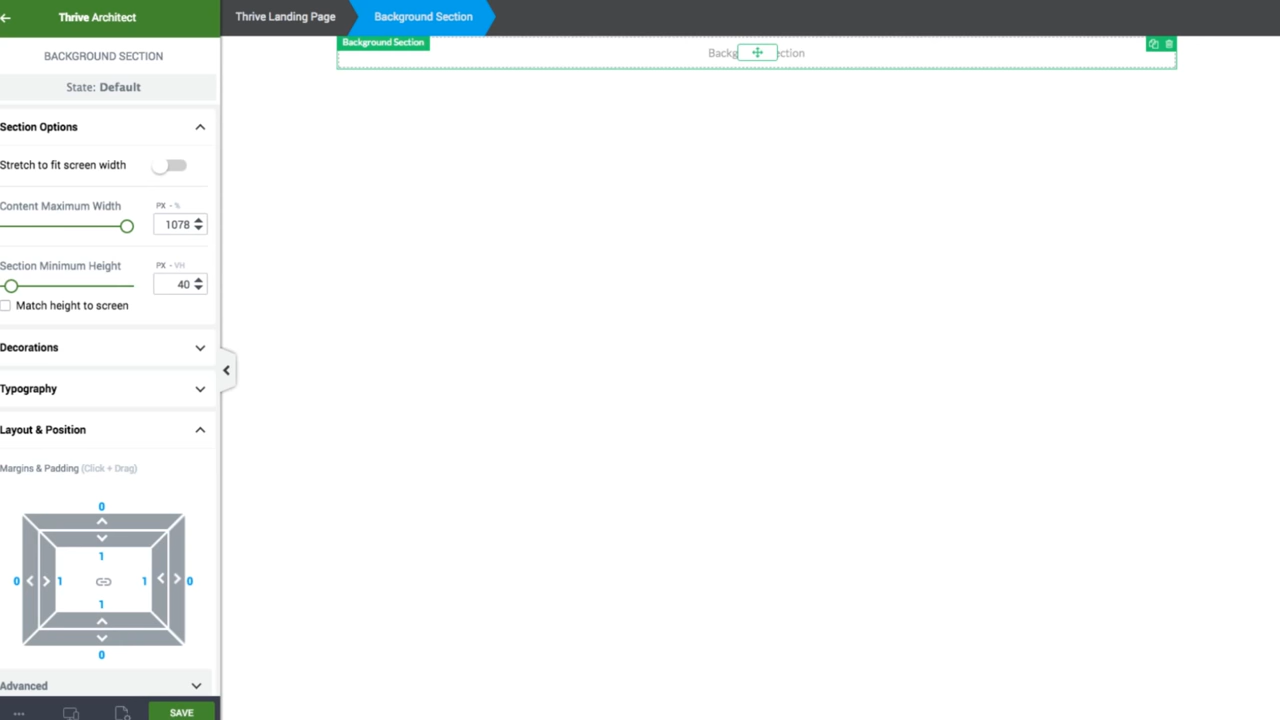 Thrive Architect
Thrive Landing Page
Background Section
BACKGROUND SECTION
State: Default
Section Options
Stretch to fit screen width
Content Maximum Width
PX - %
1078
Section Minimum Height
PX - VH
40
Match height to screen
Decorations
Typography
Layout & Position
Margins & Padding (Click + Drag)
0
1
0 1 1 0
1
0
Advanced
SAVE
Background Section